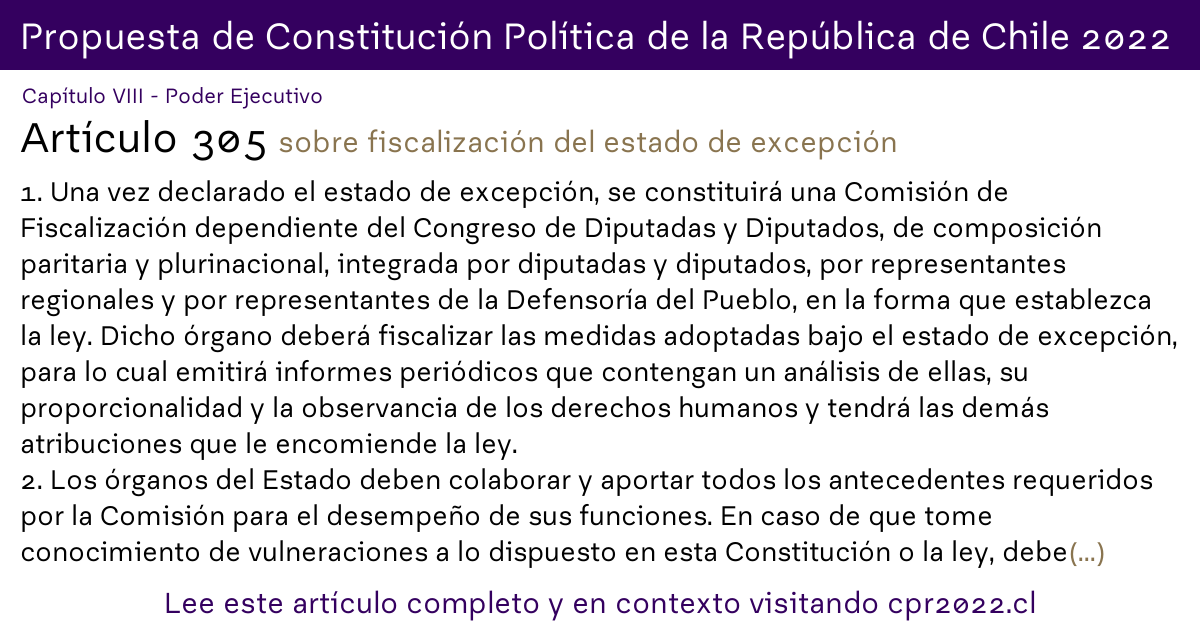 Propuesta de Constitución Política de la República de Chile 2022
Capítulo VIII - Poder Ejecutivo
Artículo 305 sobre fiscalización del estado de excepción
1. Una vez declarado el estado de excepción, se constituirá una Comisión de
Fiscalización dependiente del Congreso de Diputadas y Diputados, de composición
paritaria y plurinacional, integrada por diputadas y diputados, por representantes
regionales y por representantes de la Defensoría del Pueblo, en la forma que establezca
la ley. Dicho órgano deberá fiscalizar las medidas adoptadas bajo el estado de excepción,
para lo cual emitirá informes periódicos que contengan un análisis de ellas, su
proporcionalidad y la observancia de los derechos humanos y tendrá las demás
atribuciones que le encomiende la ley.
2. Los órganos del Estado deben colaborar y aportar todos los antecedentes requeridos
por la Comisión para el desempeño de sus funciones. En caso de que tome
conocimiento de vulneraciones a lo dispuesto en esta Constitución o la ley, debe(...)
Lee este artículo completo y en contexto visitando cpr2022.cl